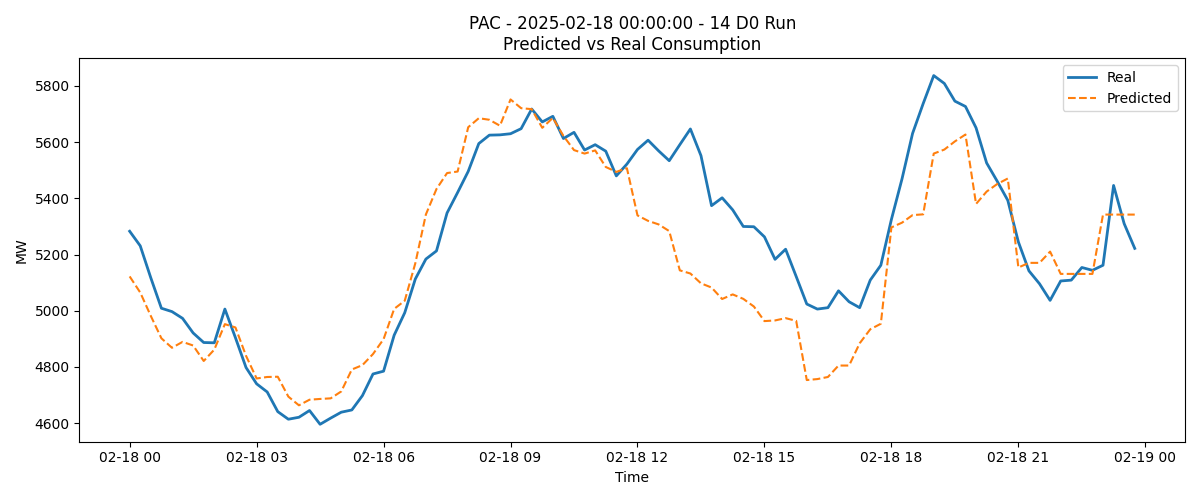 PAC - 2025-02-18 00:00:00 - 14 D0 Run
Predicted vs Real Consumption
Real
Predicted
MW
5800
5600
5400
5200
5000
4800
4600
02-18 00
02-18 03
02-18 06
02-18 09
02-18 12
02-18 15
02-18 18
02-18 21
02-19 00
Time